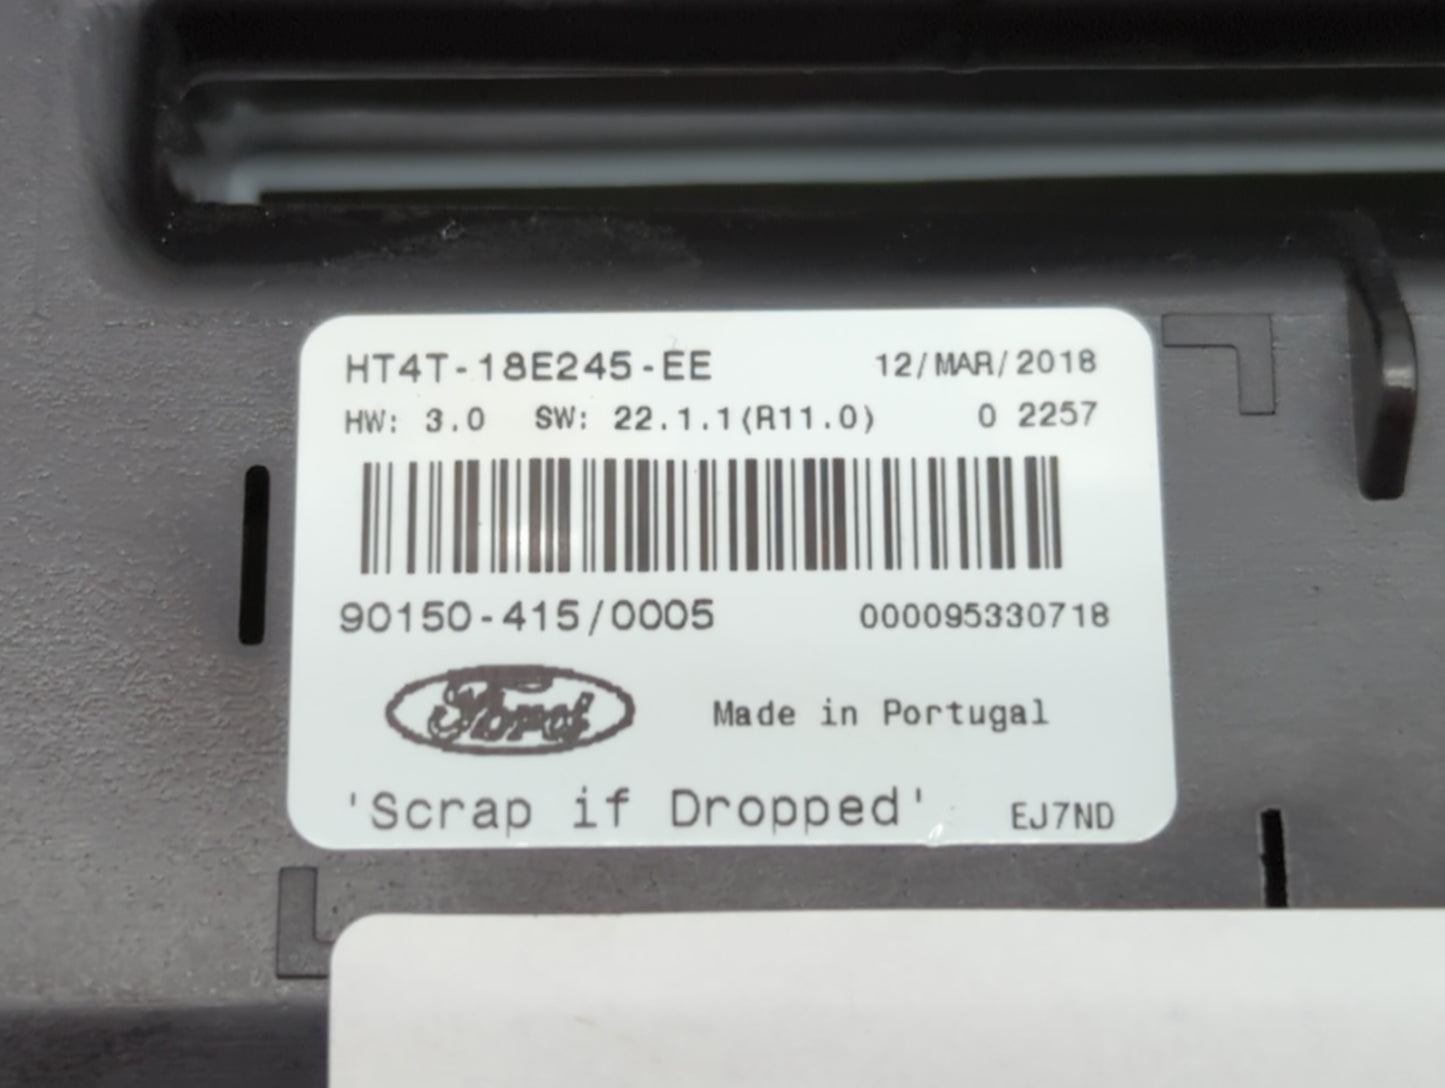 HT4T-18E245-EE 12/MAR/2018
HW: 3.0 SW: 22.1.1(R11.0) 0 2257
90150-415/0005 000095330718
Ford Made in Portugal
'Scrap if Dropped' EJ7ND